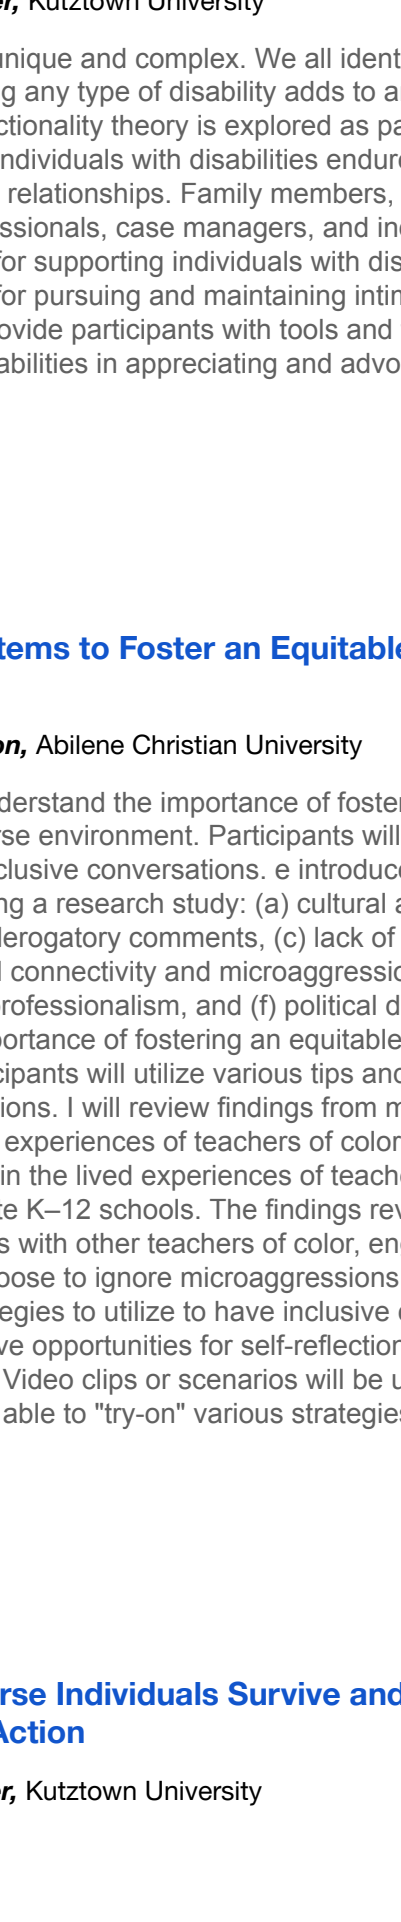 er, Kutztown University
unique and complex. We all ident
g any type of disability adds to a
ctionality theory is explored as pa
individuals with disabilities endure
relationships. Family members,
ssionals, case managers, and in
for supporting individuals with dis
for pursuing and maintaining intin
ovide participants with tools and
abilities in appreciating and advo
tems to Foster an Equitable
on, Abilene Christian University
derstand the importance of foster
rse environment. Participants will
clusive conversations. e introduce
ng a research study: (a) cultural a
derogatory comments, (c) lack of
l connectivity and microaggressio
professionalism, and (f) political d
portance of fostering an equitable
cipants will utilize various tips and
ions. I will review findings from m
experiences of teachers of color
in the lived experiences of teache
te K–12 schools. The findings rev
s with other teachers of color, en
oose to ignore microaggressions
egies to utilize to have inclusive
ve opportunities for self-reflection
Video clips or scenarios will be u
able to "try-on" various strategies
rse Individuals Survive and
Action
er, Kutztown University